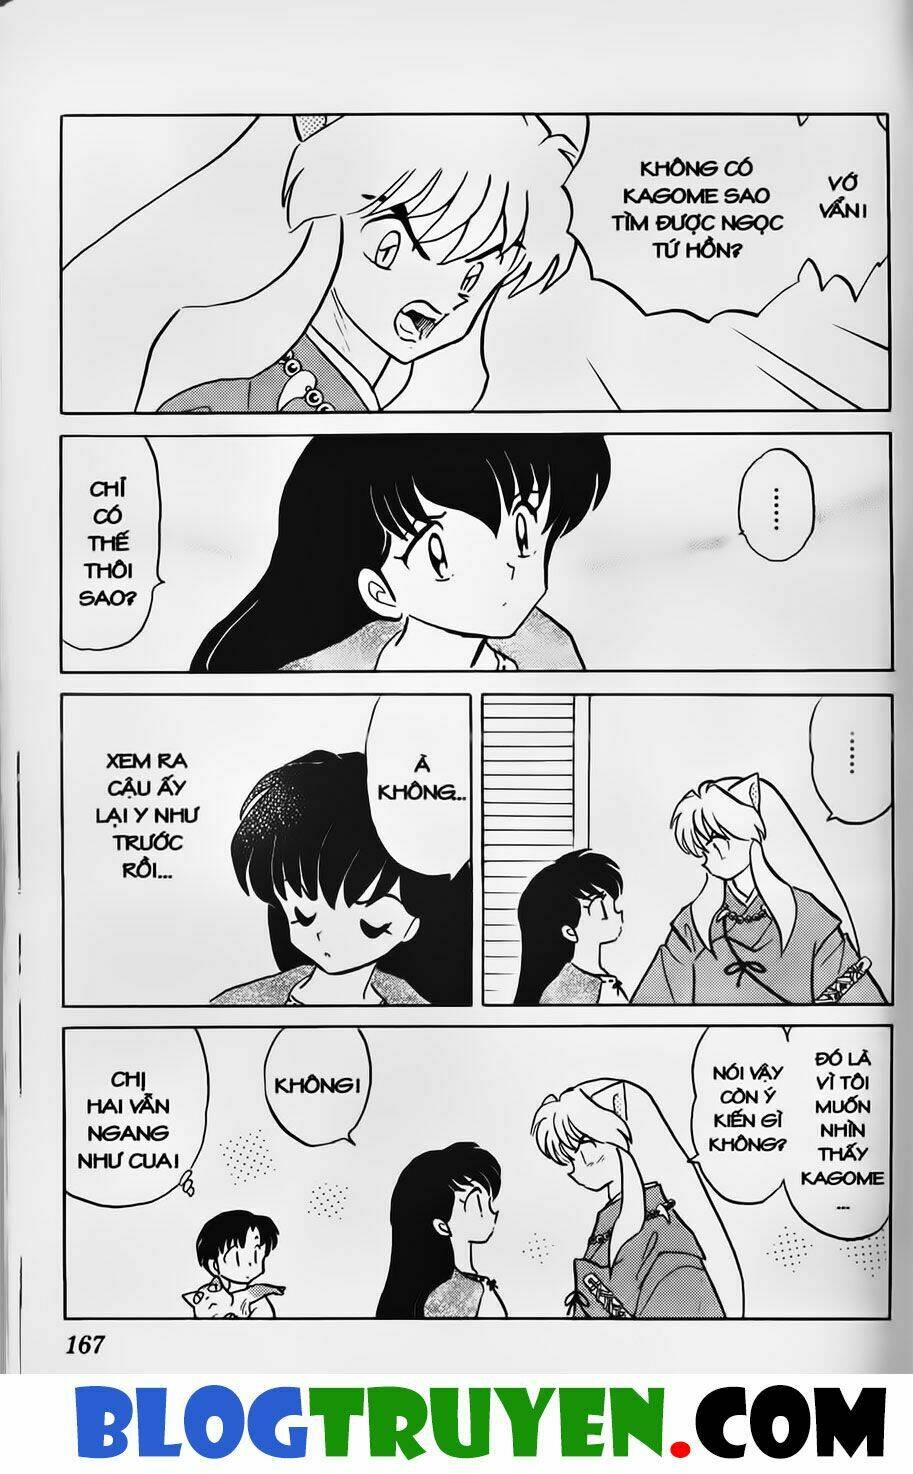 VỚ
VẨN!
KHÔNG CÓ
KAGOME SAO
TÌM ĐƯỢC NGỌC
TỨ HỒN?
.......
CHỈ
CÓ
THẾ
THÔI
SAO?
.......
À
KHÔNG...
XEM RA
CẬU ẤY
LẠI Y NHƯ
TRƯỚC
RỒI...
ĐÓ LÀ
VÌ TÔI
MUỐN
NHÌN
THẤY
KAGOME
...
NÓI VẬY
CÒN Ý
KIẾN GÌ
KHÔNG?
KHÔNG!
CHỊ
HAI VẪN
NGANG
NHƯ CUA!
167
BLOGTRUYEN.COM